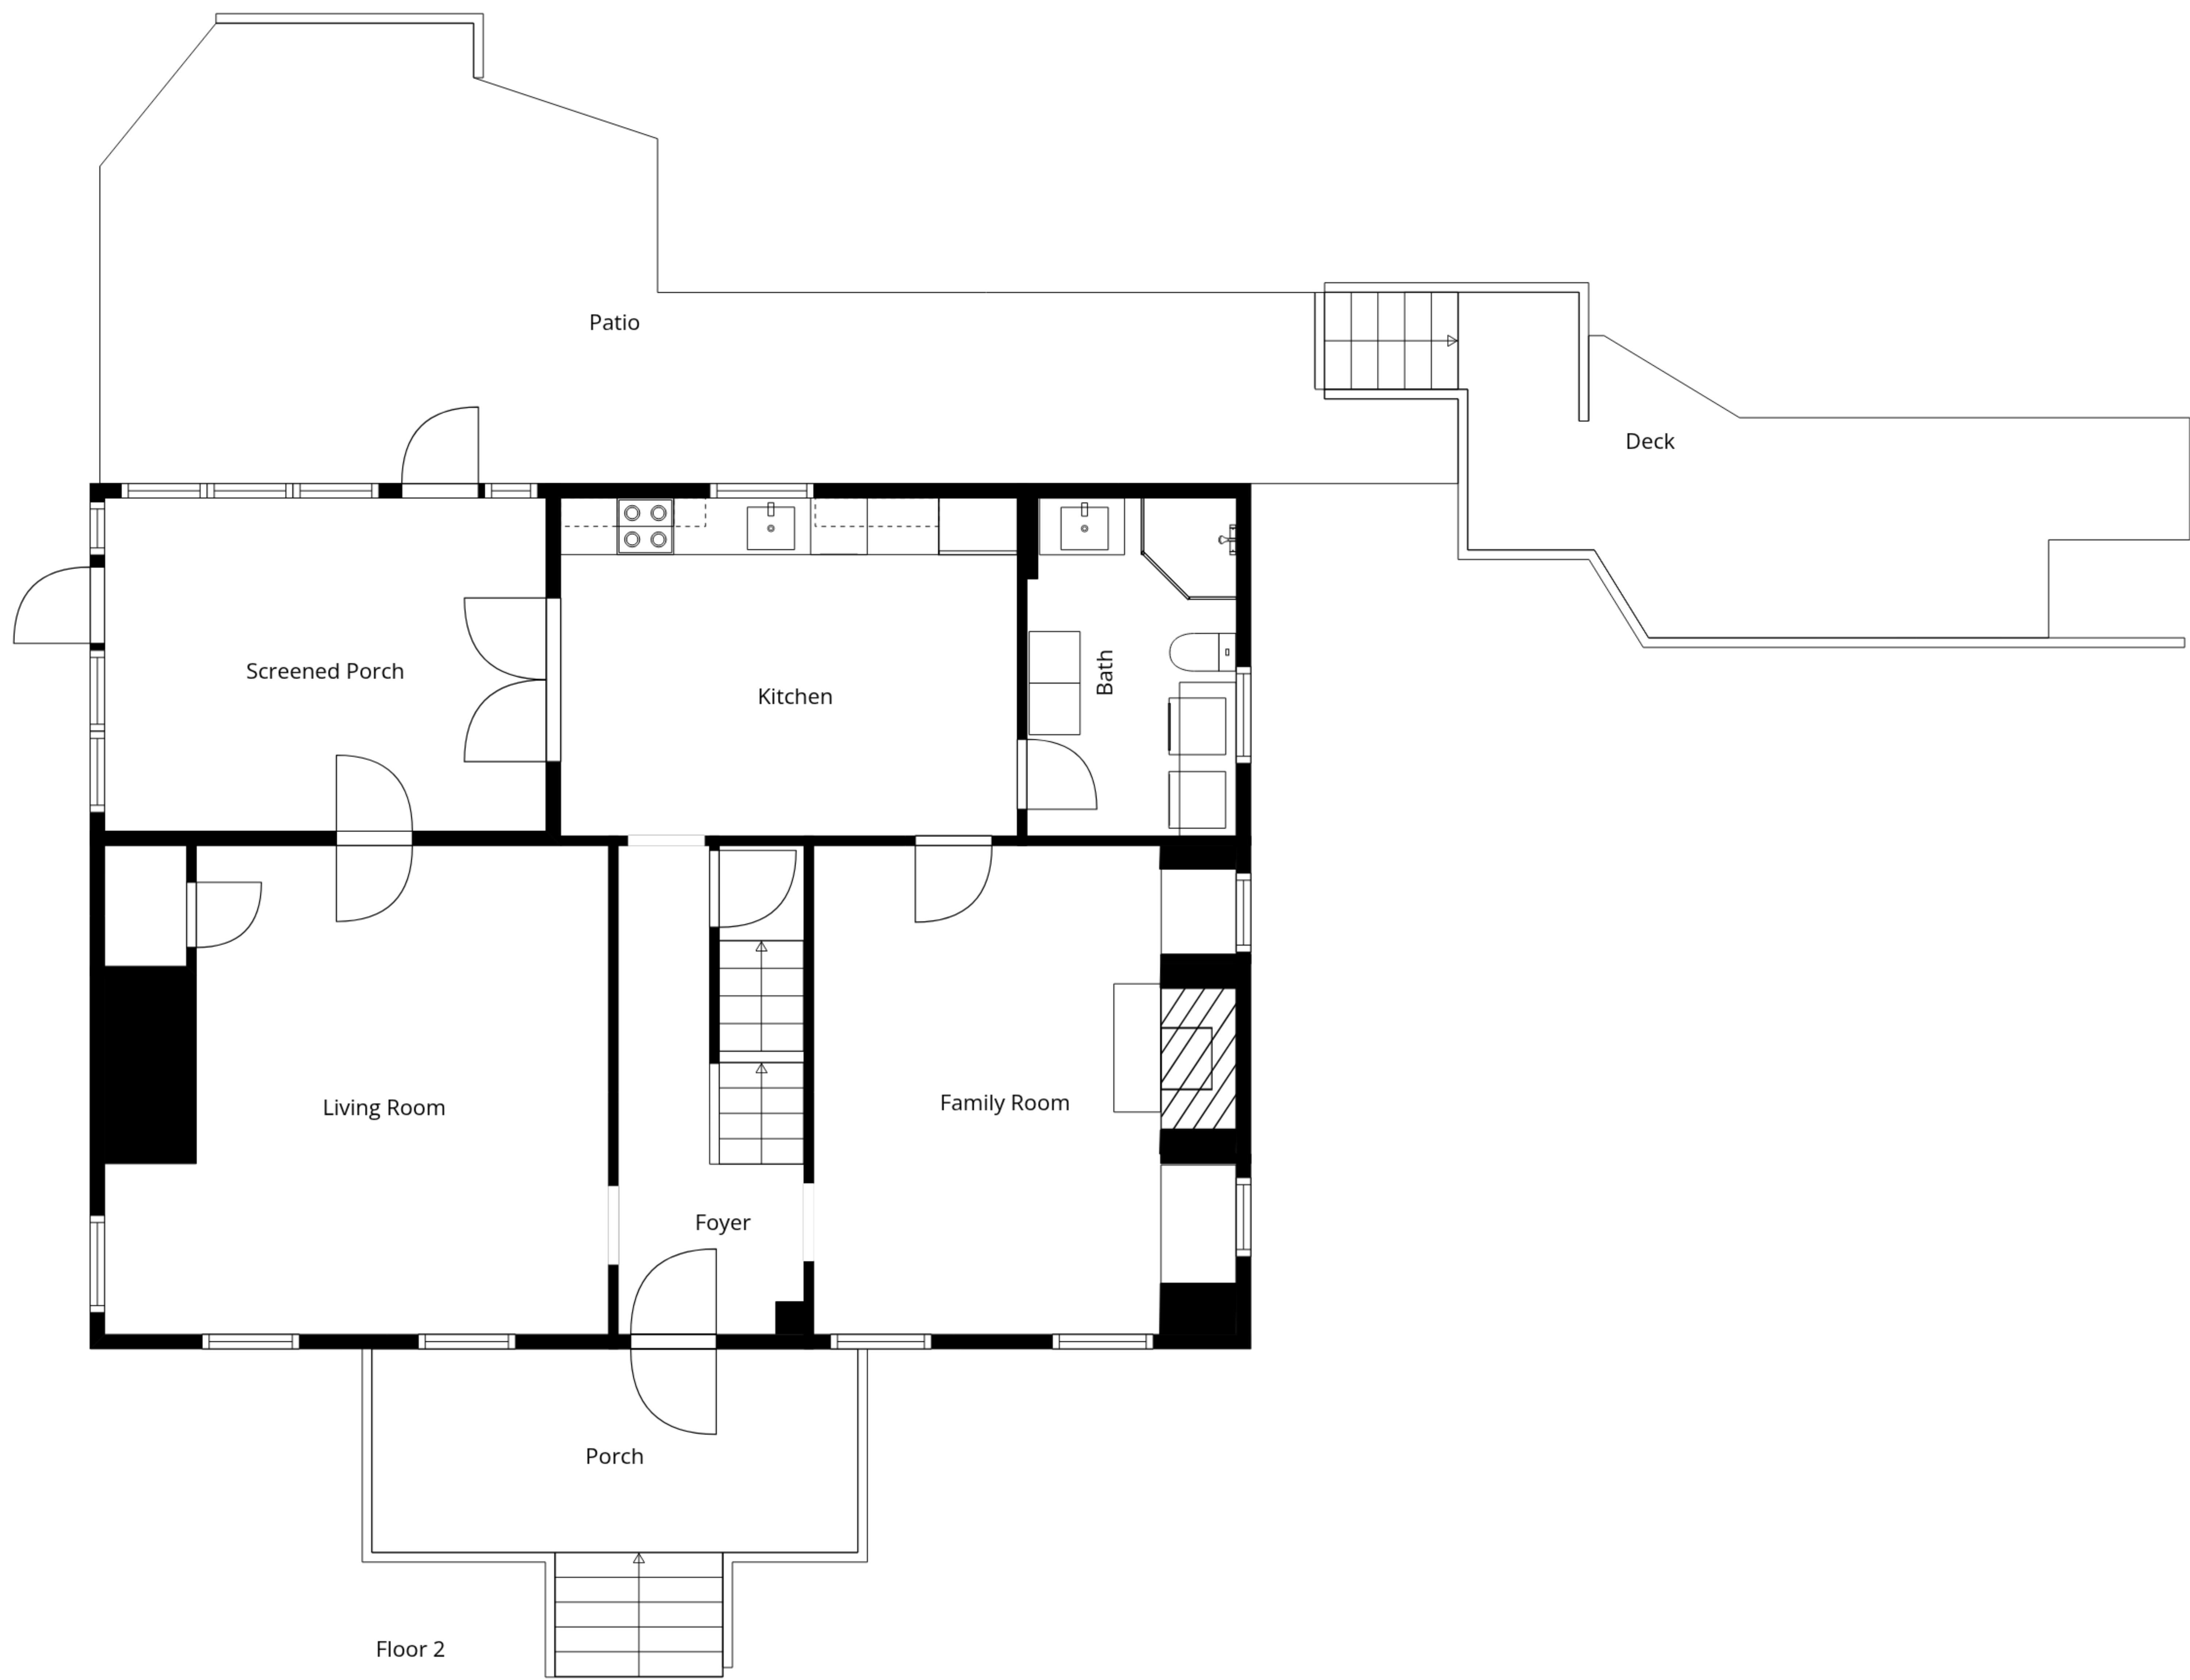 Patio
Deck
Screened Porch
Kitchen
Bath
Living Room
Family Room
Foyer
Porch
Floor 2